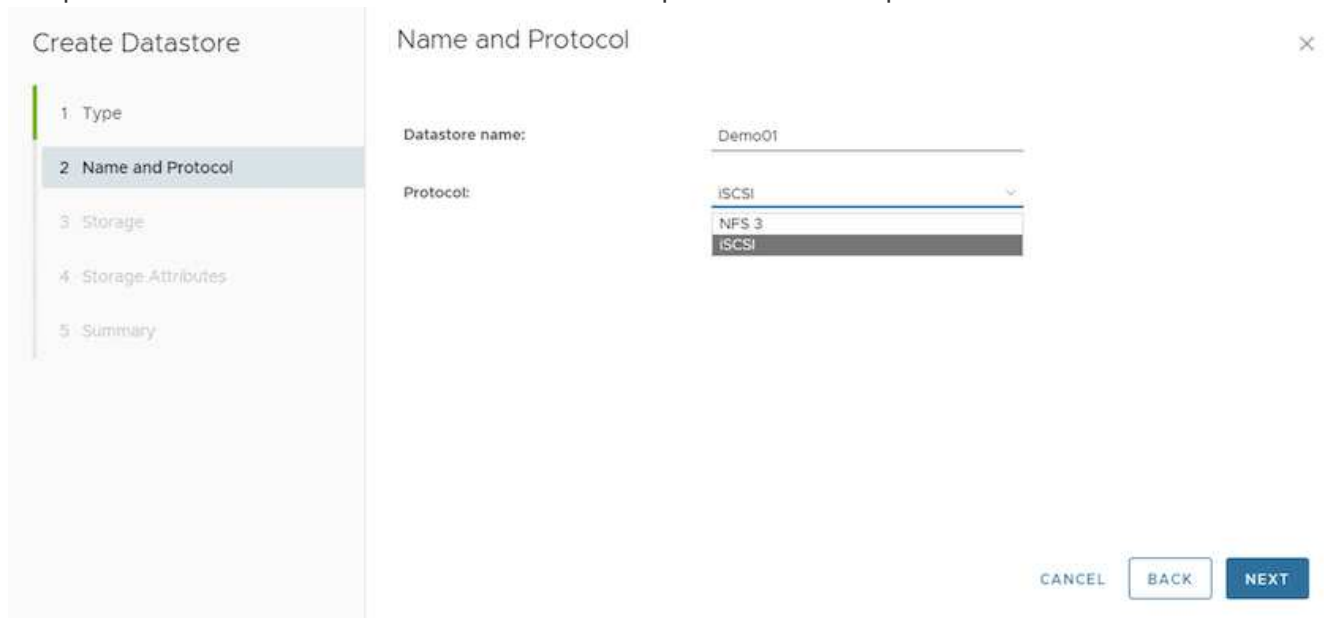 Create Datastore
1 Type
2 Name and Protocol
3 Storage
4 Storage Attributes
5 Summary
Name and Protocol
Datastore name:
Demo01
Protocol:
iSCSI
NFS 3
iSCSI
CANCEL
BACK
NEXT